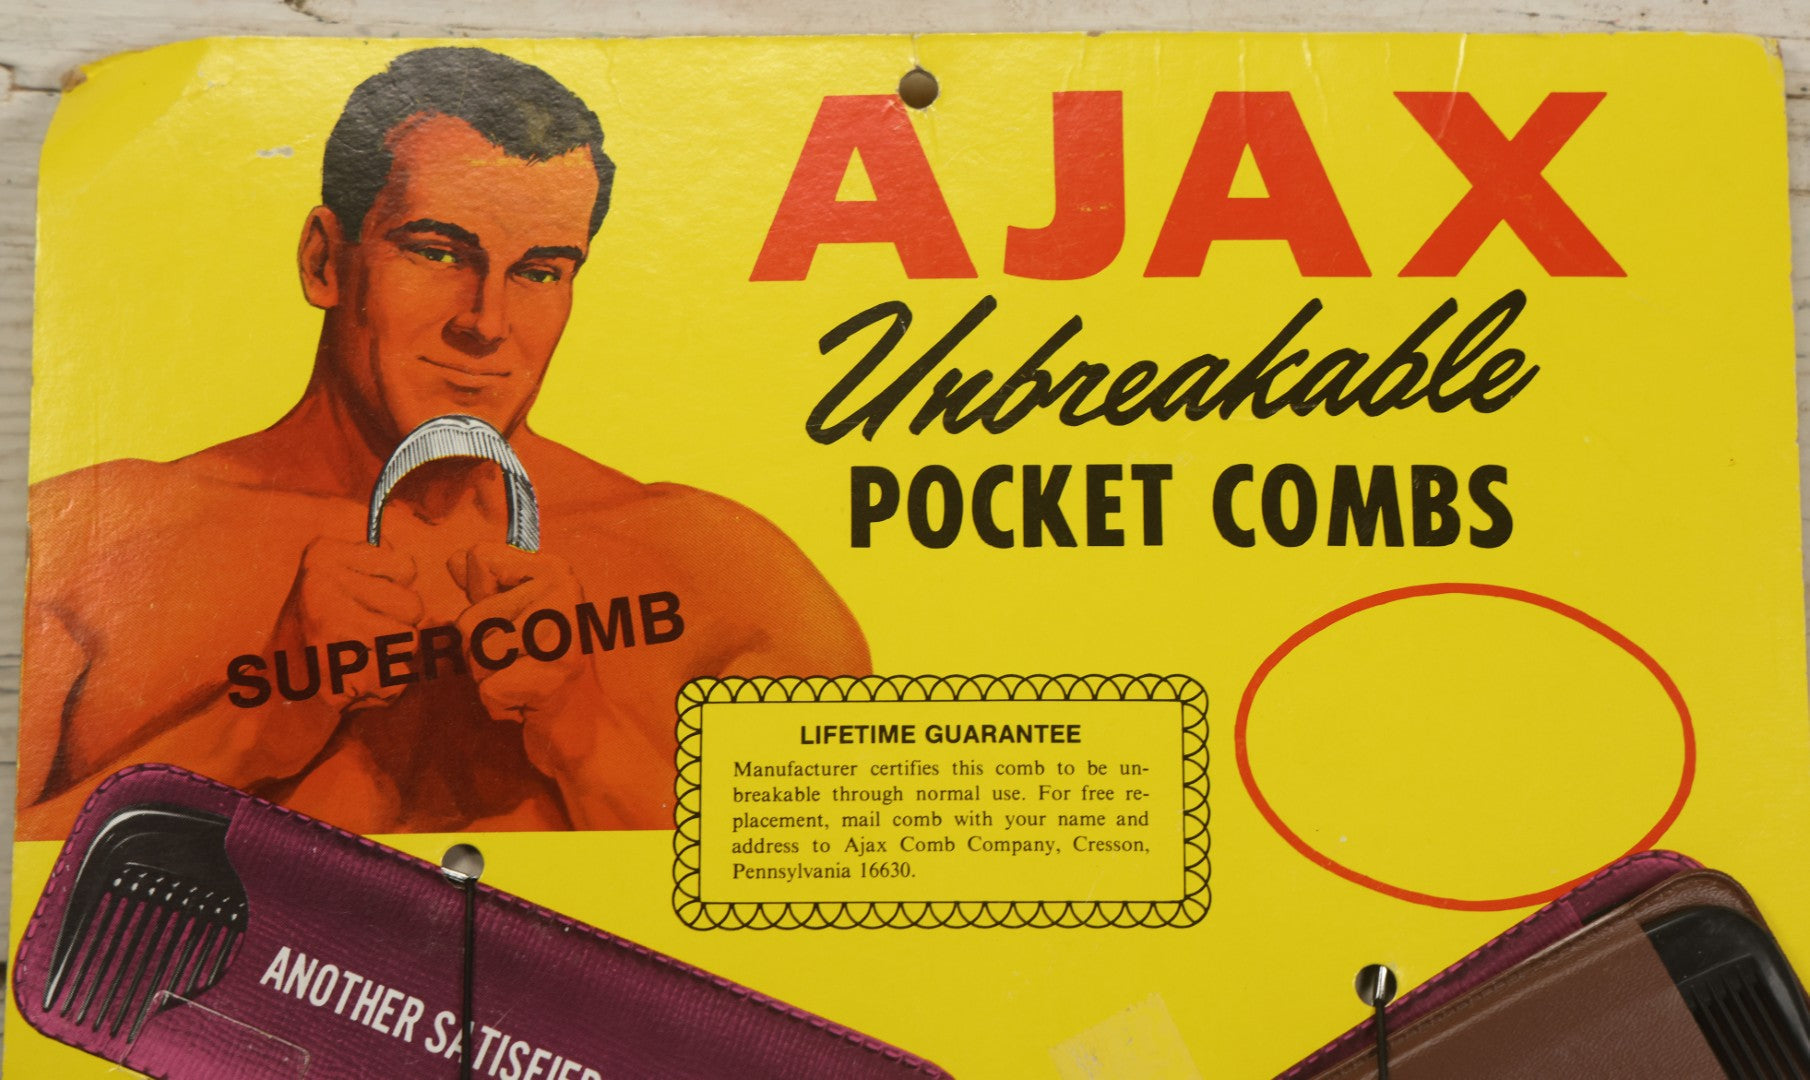 AJAX
Unbreakable
POCKET COMBS
SUPERCOMB
LIFETIME GUARANTEE
Manufacturer certifies this comb to be un-
breakable through normal use. For free re-
placement, mail comb with your name and
address to Ajax Comb Company, Cresson,
Pennsylvania 16630.
ANOTHER SATISFIED